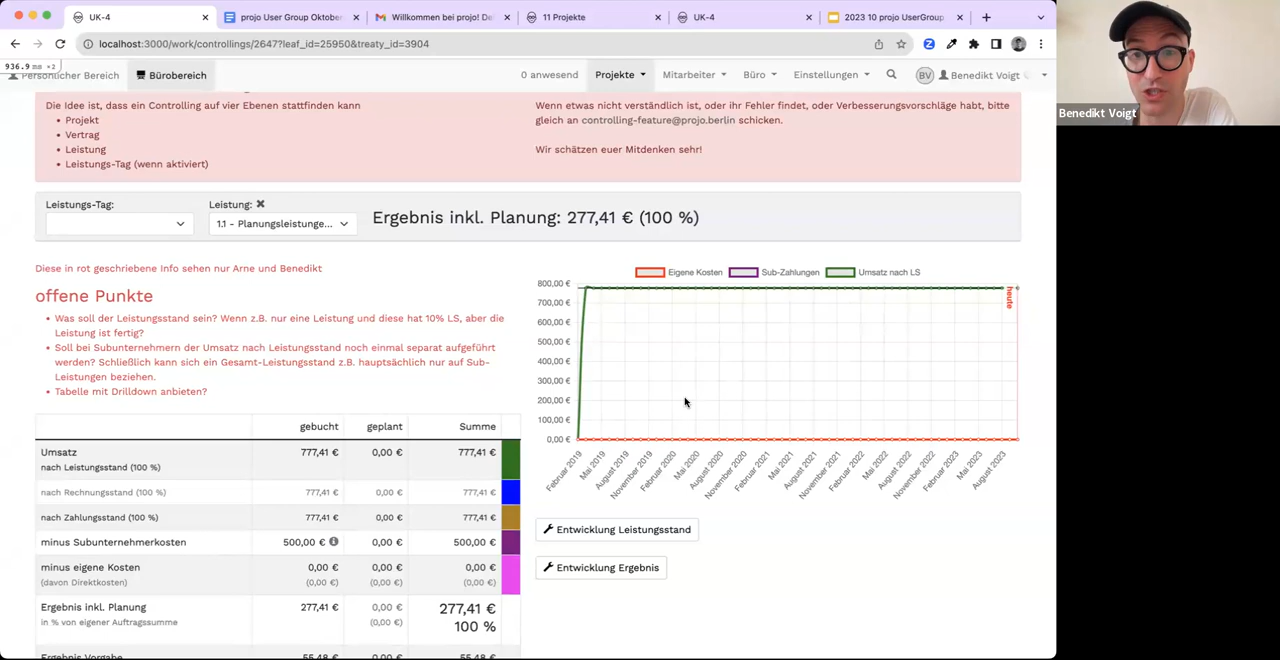 UK-4
projo User Group Oktober
Willkommen bei projo! De
11 Projekte
UK-4
2023 10 projo UserGroup
localhost:3000/work/controllings/2647?leaf_id=25950&treaty_id=3904
936.9 mm ×2
Persönlicher Bereich
Bürobereich
0 anwesend
Projekte
Mitarbeiter
Büro
Einstellungen
BV
Benedikt Voigt
Benedikt Voigt
Die Idee ist, dass ein Controlling auf vier Ebenen stattfinden kann
• Projekt
• Vertrag
• Leistung
• Leistungs-Tag (wenn aktiviert)
Wenn etwas nicht verständlich ist, oder ihr Fehler findet, oder Verbesserungsvorschläge habt, bitte
gleich an controlling-feature@projo.berlin schicken.
Wir schätzen euer Mitdenken sehr!
Leistungs-Tag:
Leistung: ✖
1.1 - Planungsleistunge...
Ergebnis inkl. Planung: 277,41 € (100 %)
Diese in rot geschriebene Info sehen nur Arne und Benedikt
offene Punkte
• Was soll der Leistungsstand sein? Wenn z.B. nur eine Leistung und diese hat 10% LS, aber die
Leistung ist fertig?
• Soll bei Subunternehmern der Umsatz nach Leistungsstand noch einmal separat aufgeführt
werden? Schließlich kann sich ein Gesamt-Leistungsstand z.B. hauptsächlich nur auf Sub-
Leistungen beziehen.
• Tabelle mit Drilldown anbieten?
gebucht geplant Summe
Umsatz 777,41 € 0,00 € 777,41 €
nach Leistungsstand (100 %)
nach Rechnungsstand (100 %) 777,41 € 0,00 € 777,41 €
nach Zahlungsstand (100 %) 777,41 € 0,00 € 777,41 €
minus Subunternehmerkosten 500,00 € 0,00 € 500,00 €
minus eigene Kosten 0,00 € 0,00 € 0,00 €
(davon Direktkosten) (0,00 €) (0,00 €) (0,00 €)
Ergebnis inkl. Planung 277,41 € 0,00 € 277,41 €
in % von eigener Auftragssumme (0,00 €) 100 %
Ergebnis Vorgabe 55,48 € 0,00 € 55,48 €
Eigene Kosten
Sub-Zahlungen
Umsatz nach LS
800,00 €
700,00 €
600,00 €
500,00 €
400,00 €
300,00 €
200,00 €
100,00 €
0,00 €
heute
Februar 2019
Mai 2019
August 2019
November 2019
Februar 2020
Mai 2020
August 2020
November 2020
Februar 2021
Mai 2021
August 2021
November 2021
Februar 2022
Mai 2022
August 2022
November 2022
Februar 2023
Mai 2023
August 2023
Entwicklung Leistungsstand
Entwicklung Ergebnis